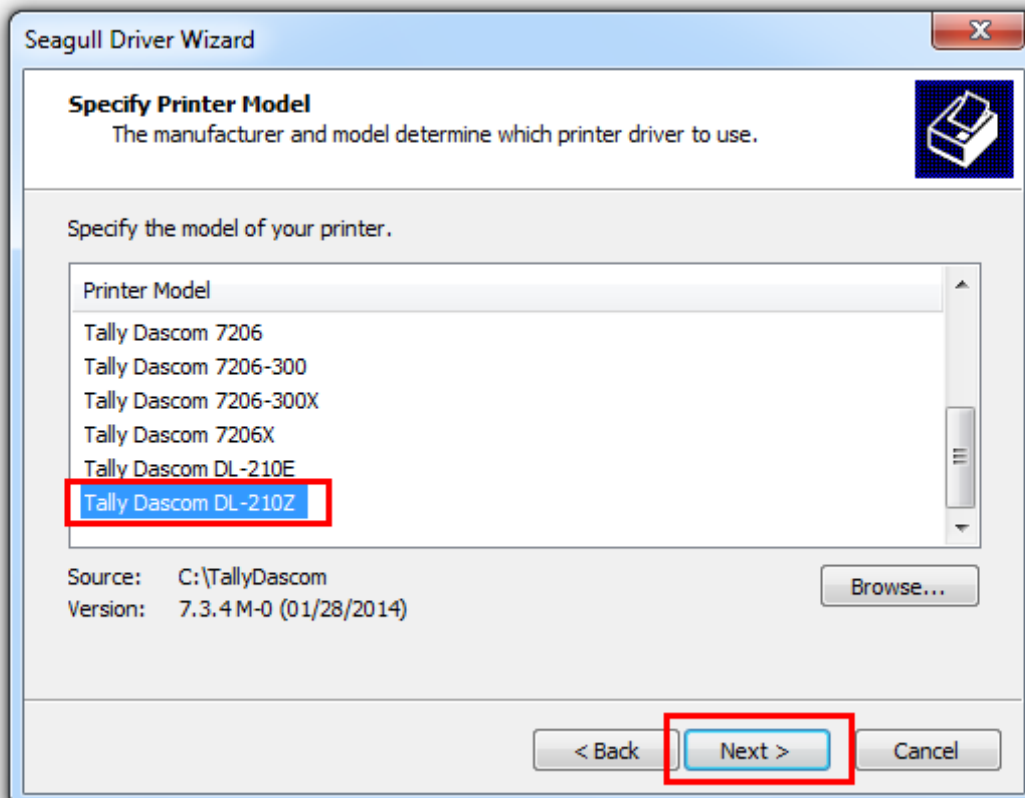 Seagull Driver Wizard
Specify Printer Model
The manufacturer and model determine which printer driver to use.
Specify the model of your printer.
Printer Model
Tally Dascom 7206
Tally Dascom 7206-300
Tally Dascom 7206-300X
Tally Dascom 7206X
Tally Dascom DL-210E
Tally Dascom DL-210Z
Source: C:\TallyDascom
Browse...
Version: 7.3.4 M-0 (01/28/2014)
< Back Next > Cancel